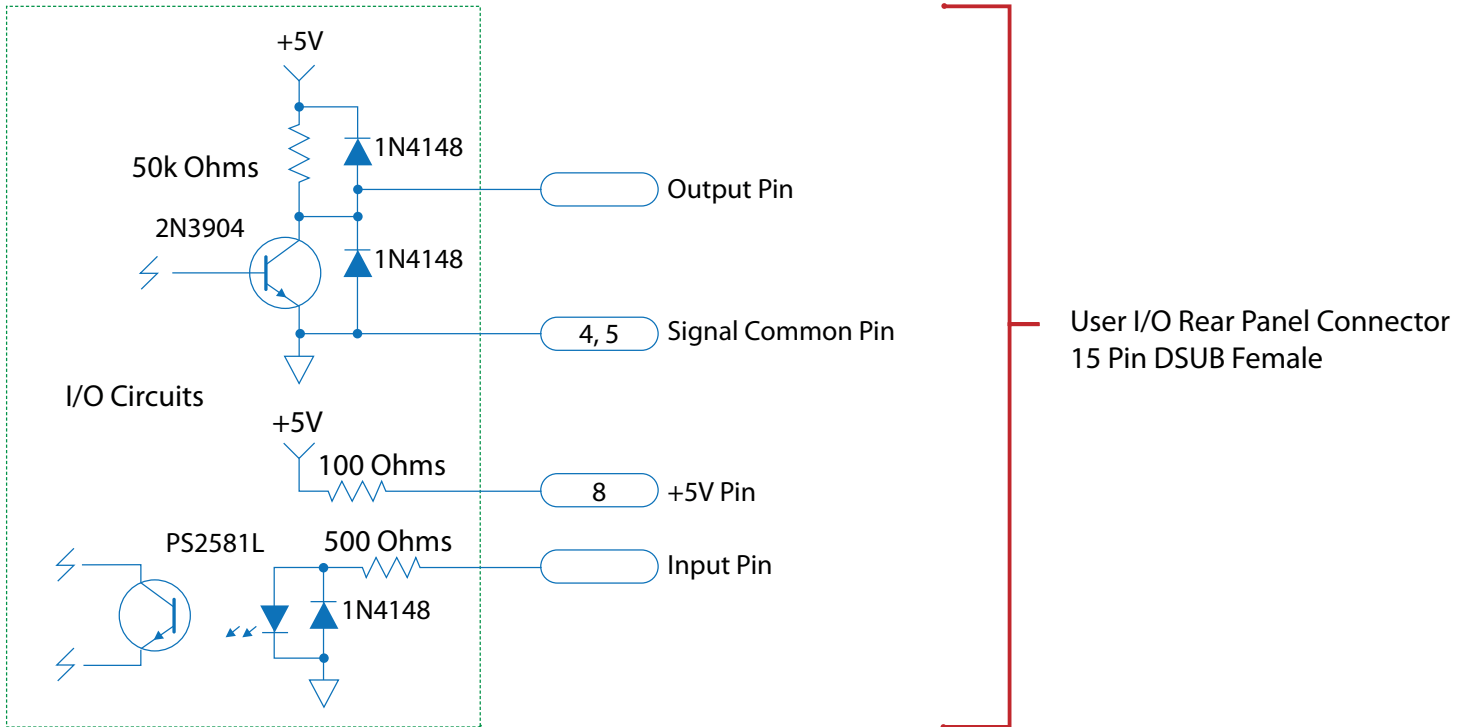 +5V
50k Ohms
1N4148
Output Pin
2N3904
1N4148
4, 5
Signal Common Pin
User I/O Rear Panel Connector
15 Pin DSUB Female
I/O Circuits
+5V
100 Ohms
8
+5V Pin
PS2581L
500 Ohms
Input Pin
1N4148